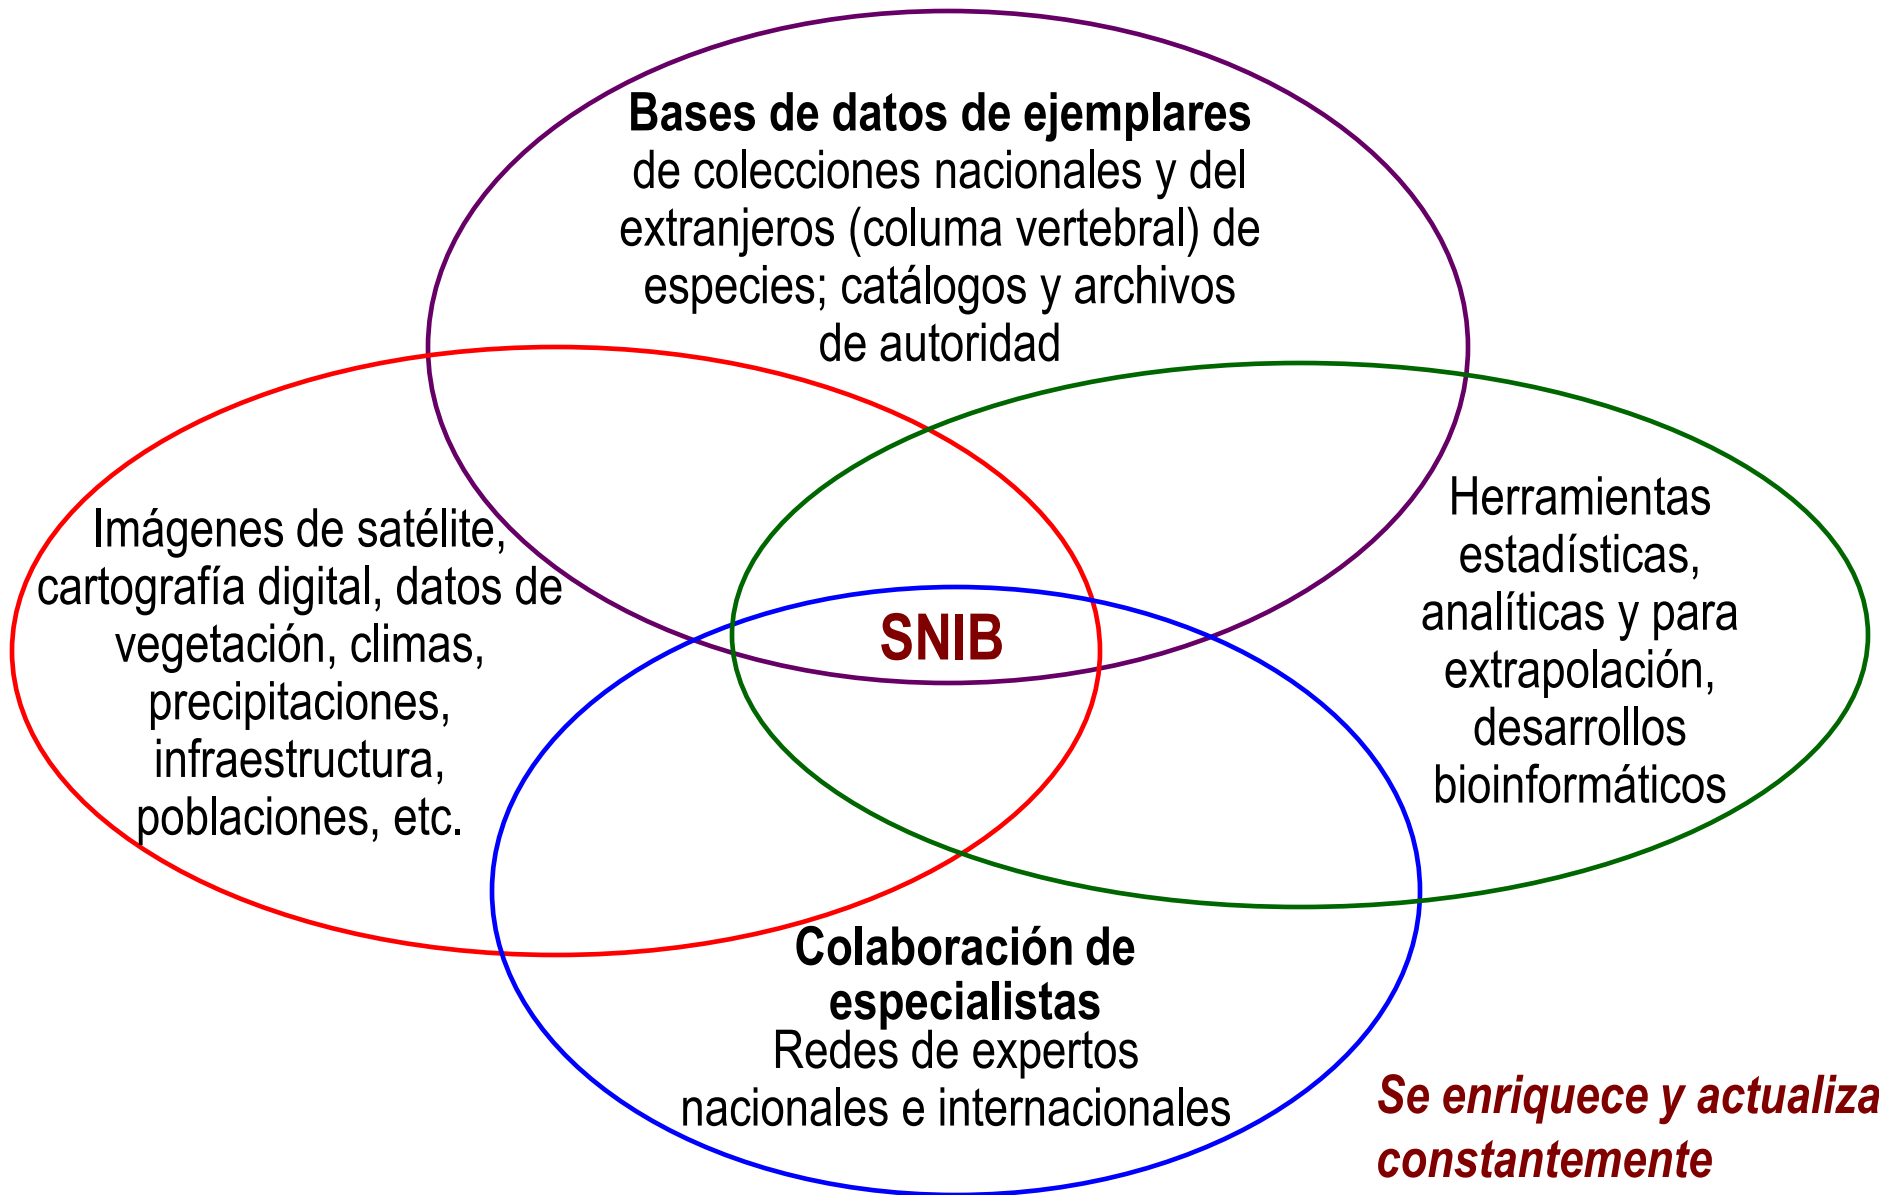 Bases de datos de ejemplares
de colecciones nacionales y del
extranjeros (columa vertebral) de
especies; catálogos y archivos
de autoridad
Imágenes de satélite,
cartografía digital, datos de
vegetación, climas,
precipitaciones,
infraestructura,
poblaciones, etc.
SNIB
Herramientas
estadísticas,
analíticas y para
extrapolación,
desarrollos
bioinformáticos
Colaboración de
especialistas
Redes de expertos
nacionales e internacionales
Se enriquece y actualiza
constantemente